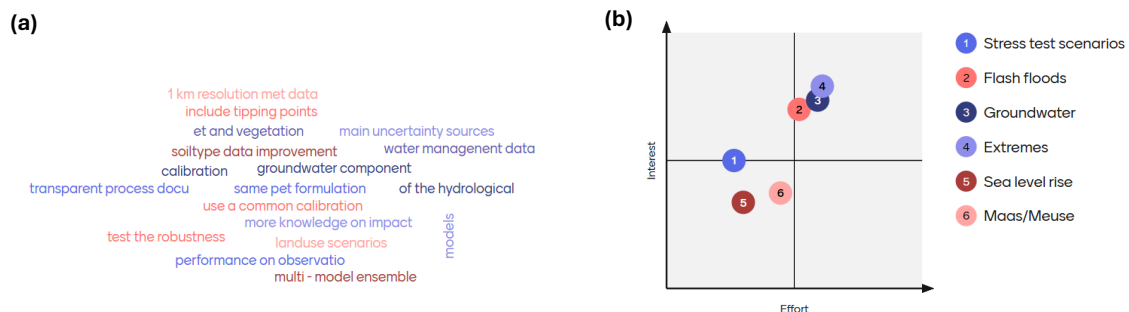 (a)
1 km resolution met data
include tipping points
et and vegetation
main uncertainty sources
soiltype data improvement
water managenent data
calibration
groundwater component
transparent process docu
same pet formulation
of the hydrological
use a common calibration
more knowledge on impact
models
test the robustness
landuse scenarios
performance on observatio
multi - model ensemble
(b)
Interest
Effort
1
2
3
4
5
6
1 Stress test scenarios
2 Flash floods
3 Groundwater
4 Extremes
5 Sea level rise
6 Maas/Meuse